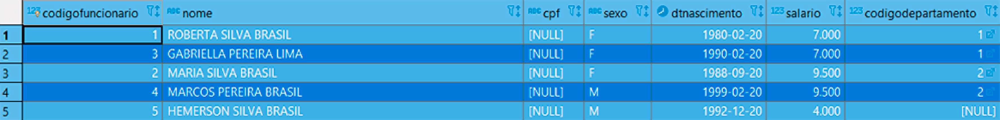 123 codigofuncionario ABC nome ABC cpf ABC sexo dtnascimento 123 salario 123 codigodepartamento
1 1 ROBERTA SILVA BRASIL [NULL] F 1980-02-20 7.000 1
2 3 GABRIELLA PEREIRA LIMA [NULL] F 1990-02-20 7.000 1
3 2 MARIA SILVA BRASIL [NULL] F 1988-09-20 9.500 2
4 4 MARCOS PEREIRA BRASIL [NULL] M 1999-02-20 9.500 2
5 5 HEMERSON SILVA BRASIL [NULL] M 1992-12-20 4.000 [NULL]